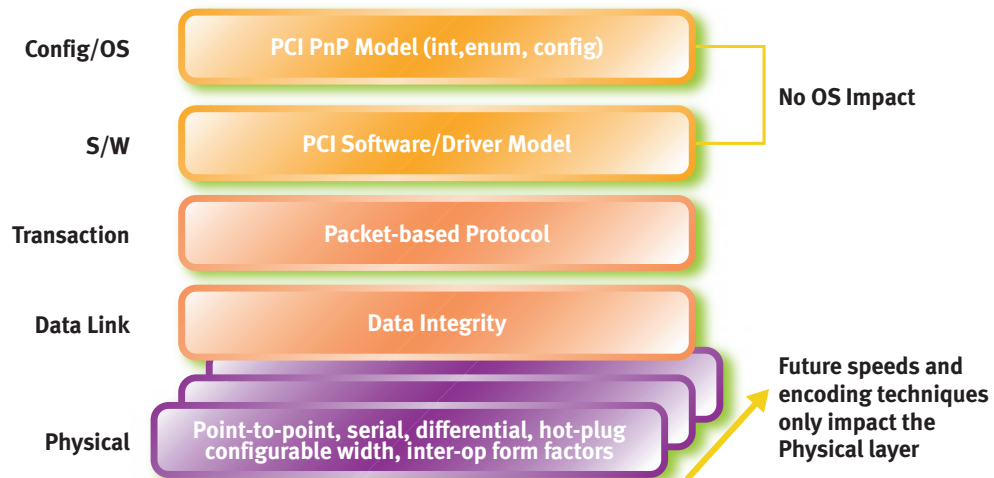 Config/OS
PCI PnP Model (int,enum, config)
No OS Impact
S/W
PCI Software/Driver Model
Transaction
Packet-based Protocol
Data Link
Data Integrity
Future speeds and
encoding techniques
only impact the
Physical layer
Physical
Point-to-point, serial, differential, hot-plug
configurable width, inter-op form factors